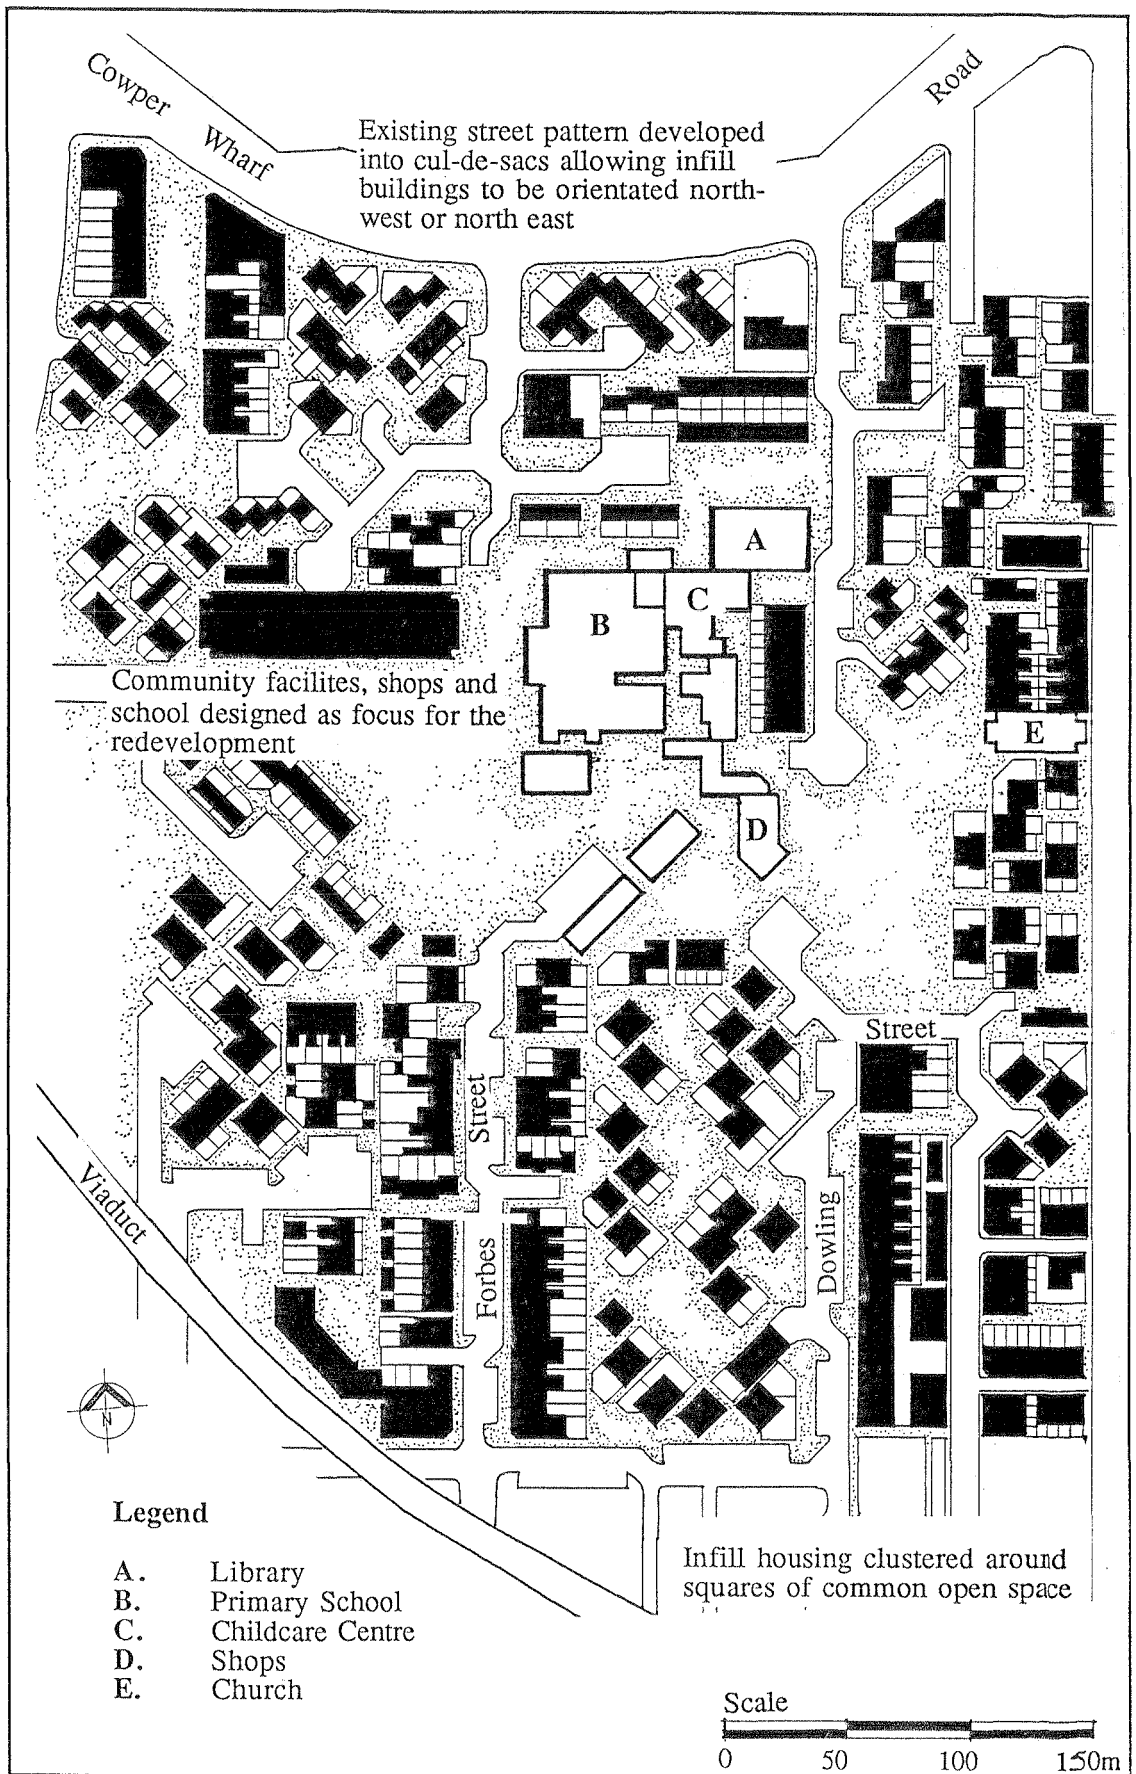 Cowper
Wharf
Road
Existing street pattern developed
into cul-de-sacs allowing infill
buildings to be orientated north-
west or north east
A
B
C
Community facilites, shops and
school designed as focus for the
redevelopment
E
D
Street
Street
Viaduct
Forbes
Dowling
N
Legend
A. Library
B. Primary School
C. Childcare Centre
D. Shops
E. Church
Infill housing clustered around
squares of common open space
Scale
0 50 100 150m